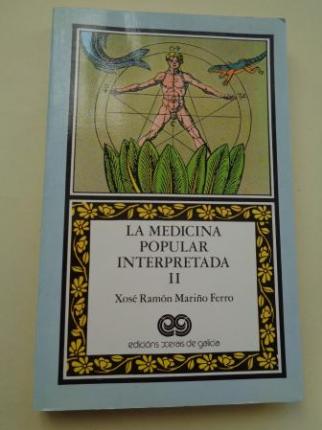 LA MEDICINA
POPULAR
INTERPRETADA
II
Xosé Ramón Mariño Ferro
edicións xerais de galicia